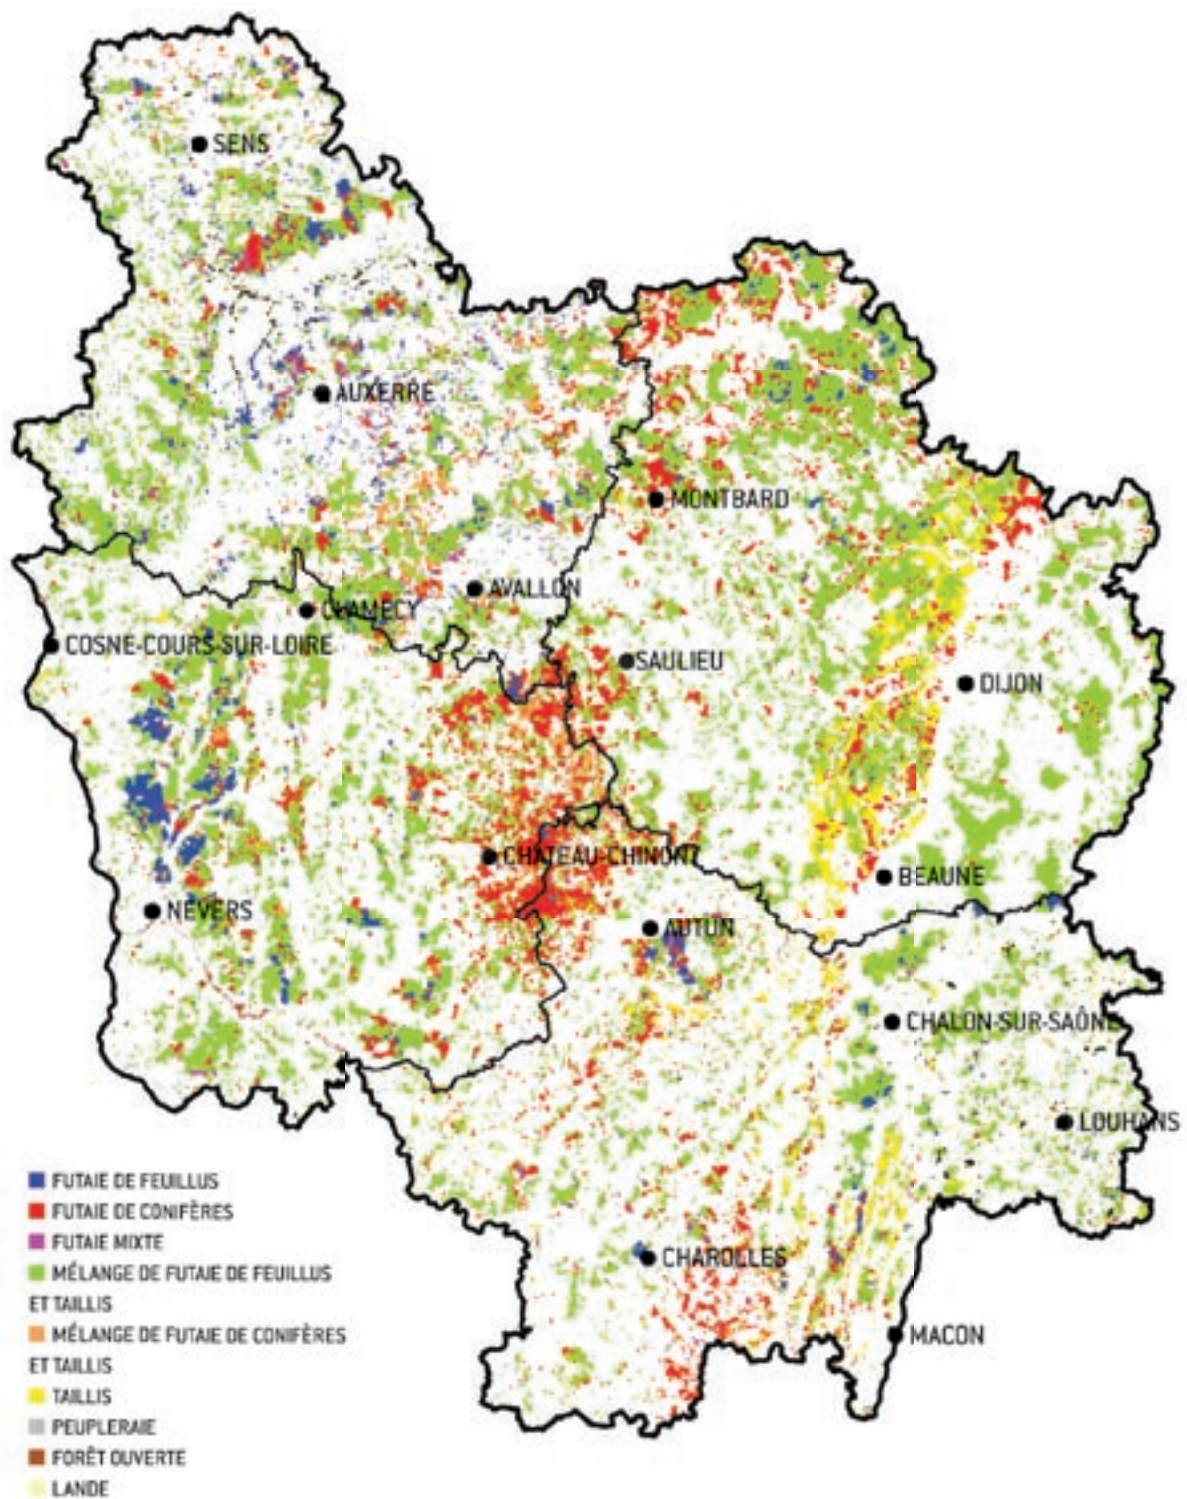 SENS
AUXERRE
MONTBARD
AVALLON
CHAMECY
COSNE-COURS-SUR-LOIRE
SAULIEU
DIJON
CHATEAU-CHINONT
BEAUNE
NEVERS
AUTUN
CHALON-SUR-SAÔNE
LOUHANS
CHAROLLES
MACON
FUTAIE DE FEUILLUS
FUTAIE DE CONIFÈRES
FUTAIE MIXTE
MÉLANGE DE FUTAIE DE FEUILLUS
ET TAILLIS
MÉLANGE DE FUTAIE DE CONIFÈRES
ET TAILLIS
TAILLIS
PEUPLERAIE
FORÊT OUVERTE
LANDE